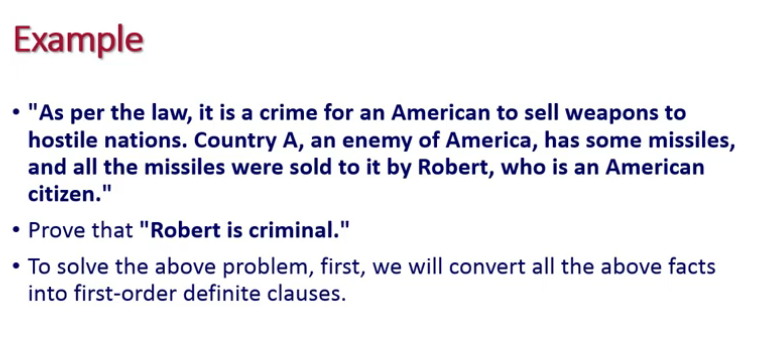 Example
• "As per the law, it is a crime for an American to sell weapons to
hostile nations. Country A, an enemy of America, has some missiles,
and all the missiles were sold to it by Robert, who is an American
citizen."
• Prove that "Robert is criminal."
• To solve the above problem, first, we will convert all the above facts
into first-order definite clauses.